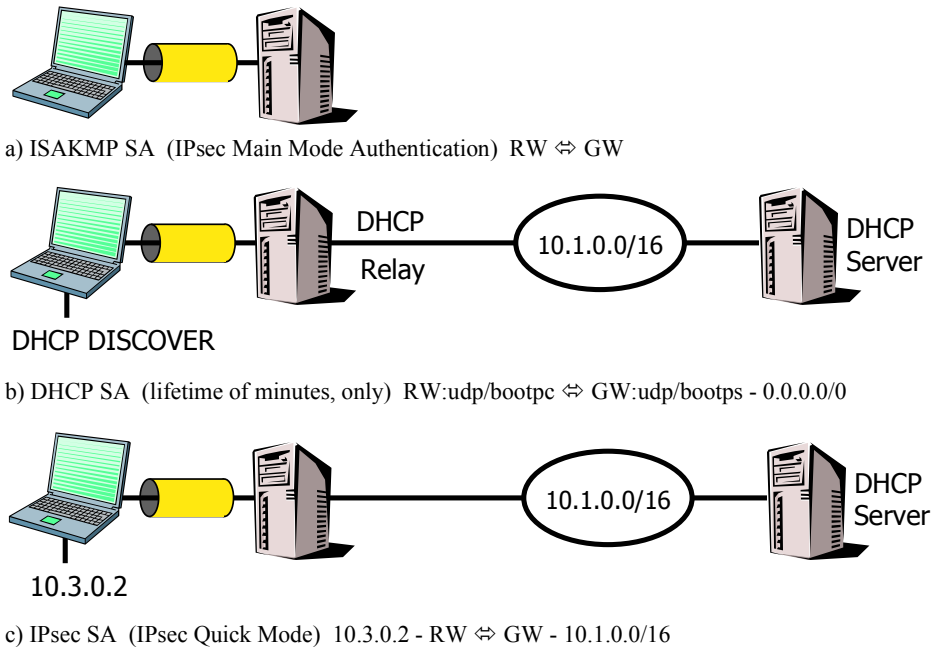 a) ISAKMP SA  (IPsec Main Mode Authentication)  RW ⇔ GW
DHCP
Relay
10.1.0.0/16
DHCP
Server
DHCP DISCOVER
b) DHCP SA  (lifetime of minutes, only)  RW:udp/bootpc ⇔ GW:udp/bootps - 0.0.0.0/0
10.1.0.0/16
DHCP
Server
10.3.0.2
c) IPsec SA  (IPsec Quick Mode)  10.3.0.2 - RW ⇔ GW - 10.1.0.0/16